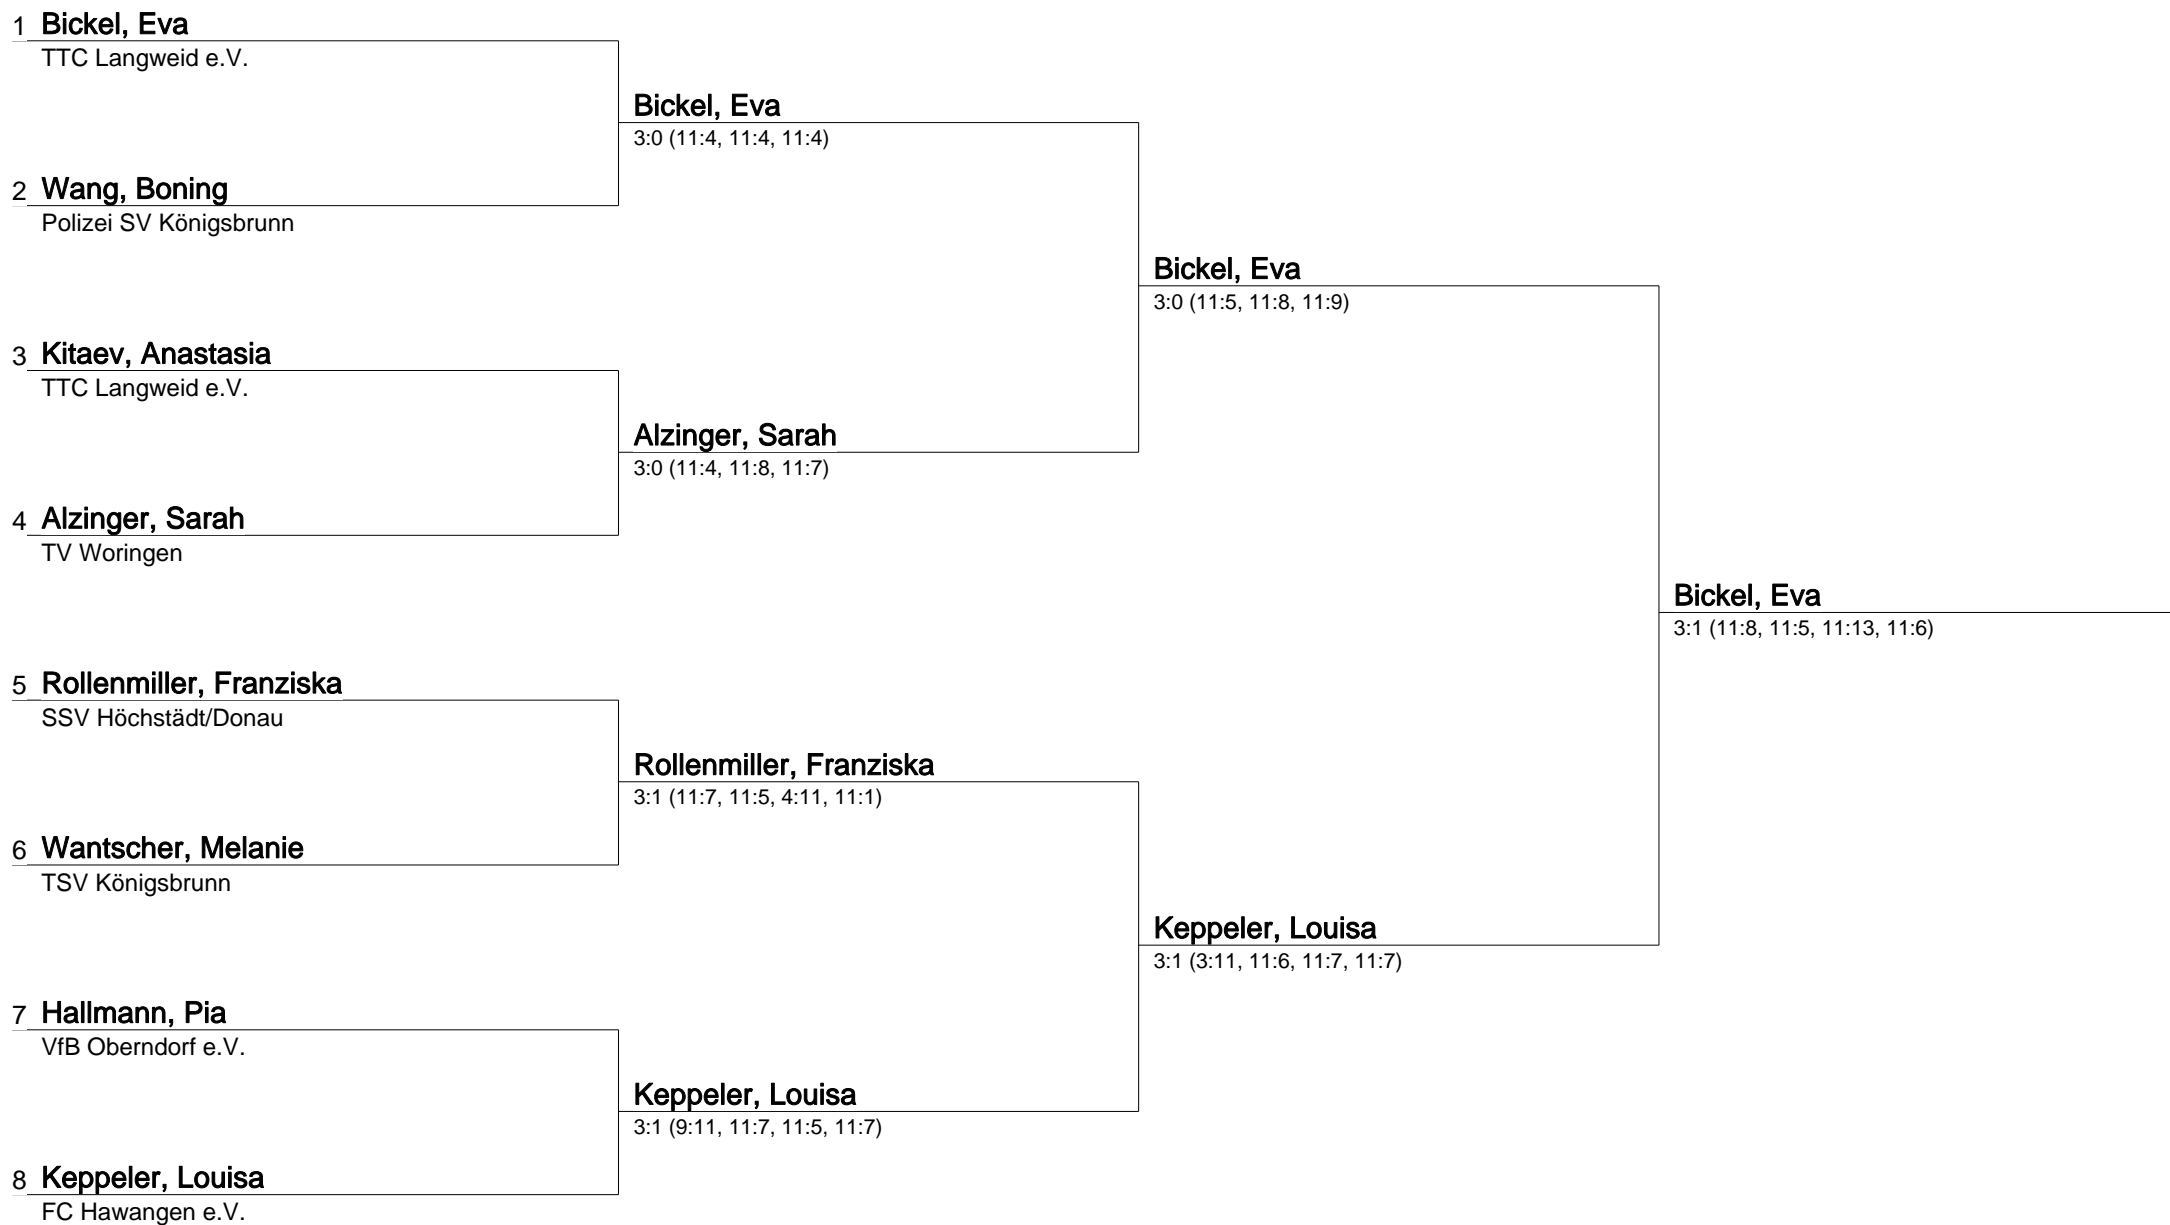 1 Bickel, Eva
TTC Langweid e.V.
Bickel, Eva
3:0 (11:4, 11:4, 11:4)
2 Wang, Boning
Polizei SV Königsbrunn
Bickel, Eva
3:0 (11:5, 11:8, 11:9)
3 Kitaev, Anastasia
TTC Langweid e.V.
Alzinger, Sarah
3:0 (11:4, 11:8, 11:7)
4 Alzinger, Sarah
TV Woringen
Bickel, Eva
3:1 (11:8, 11:5, 11:13, 11:6)
5 Rollenmiller, Franziska
SSV Höchstädt/Donau
Rollenmiller, Franziska
3:1 (11:7, 11:5, 4:11, 11:1)
6 Wantscher, Melanie
TSV Königsbrunn
Keppeler, Louisa
3:1 (3:11, 11:6, 11:7, 11:7)
7 Hallmann, Pia
VfB Oberndorf e.V.
Keppeler, Louisa
3:1 (9:11, 11:7, 11:5, 11:7)
8 Keppeler, Louisa
FC Hawangen e.V.